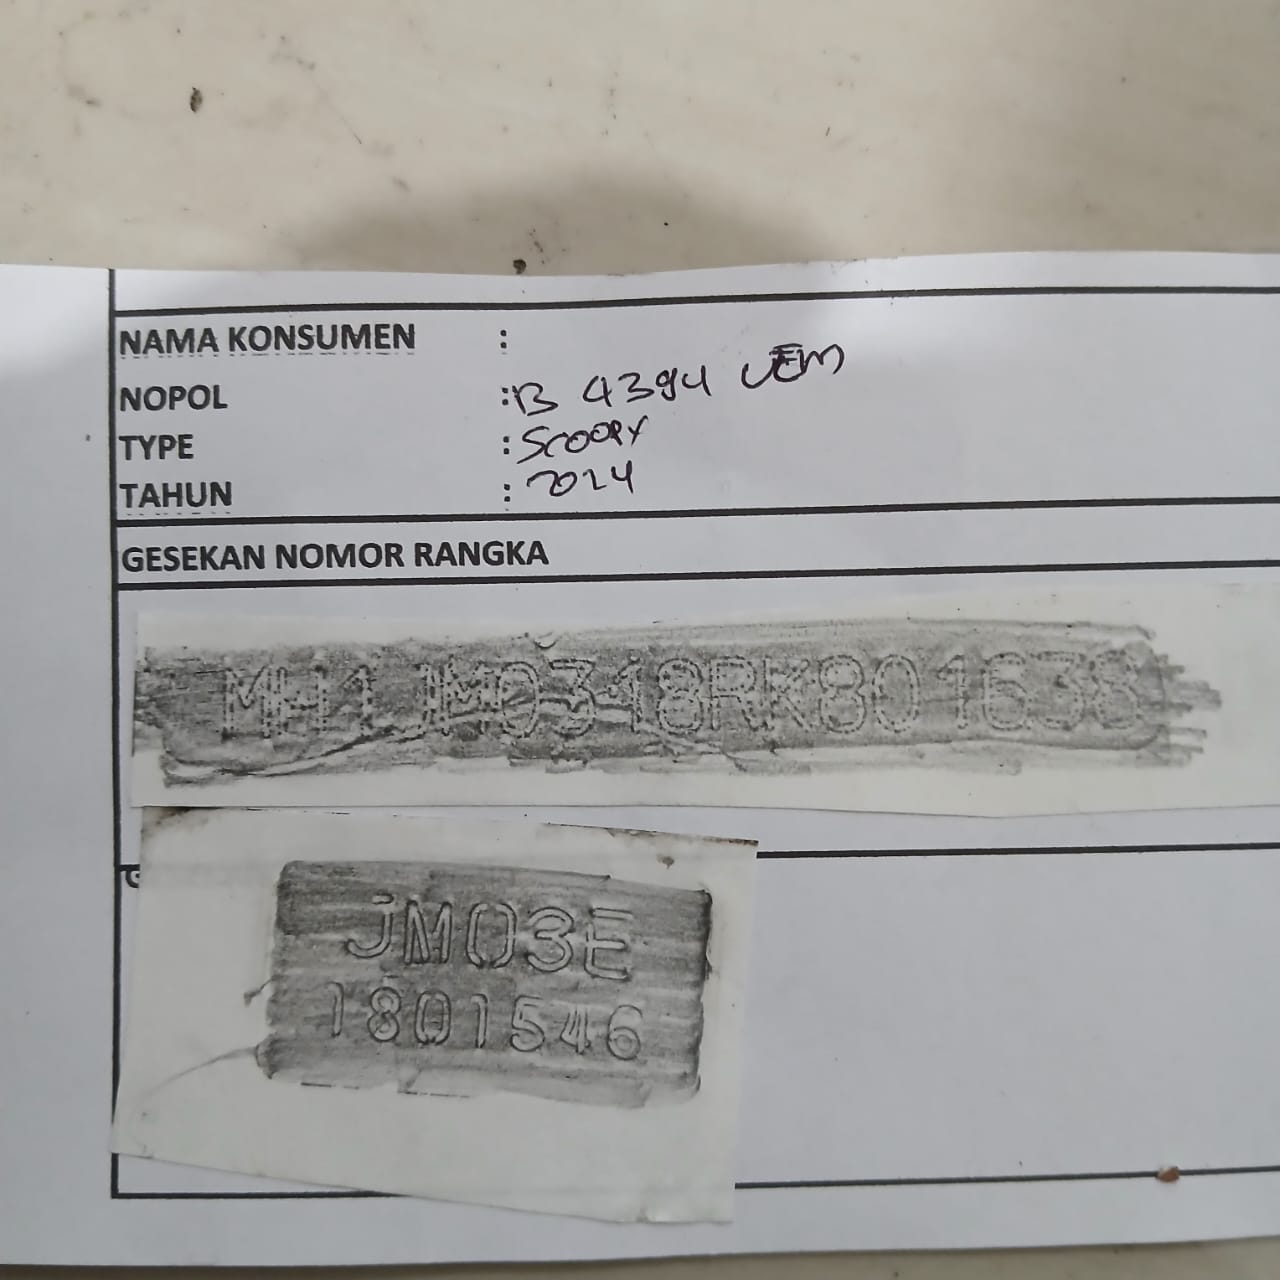 NAMA KONSUMEN :
NOPOL : B 4394 UEM
TYPE : Scoopy
TAHUN : 2024
GESEKAN NOMOR RANGKA
MH1JM0318RK801638
JM03E
1801546